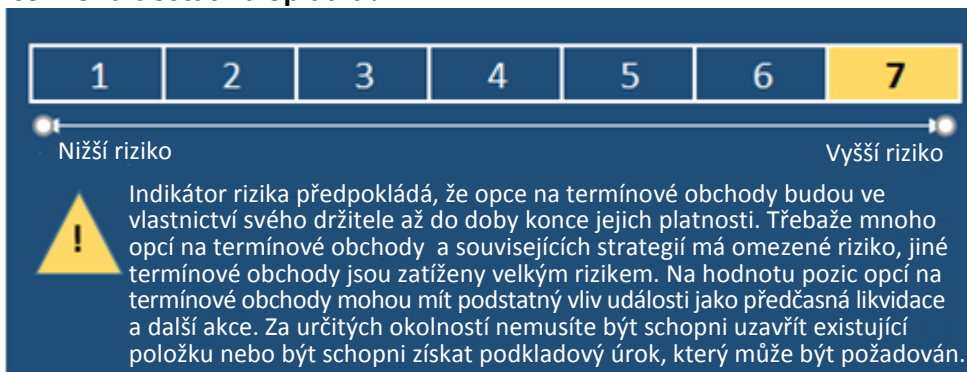 1 2 3 4 5 6 7
Nižší riziko Vyšší riziko
Indikátor rizika předpokládá, že opce na termínové obchody budou ve
vlastnictví svého držitele až do doby konce jejich platnosti. Třebaže mnoho
opcí na termínové obchody a souvisejících strategií má omezené riziko, jiné
termínové obchody jsou zatíženy velkým rizikem. Na hodnotu pozic opcí na
termínové obchody mohou mít podstatný vliv události jako předčasná likvidace
a další akce. Za určitých okolností nemusíte být schopni uzavřít existující
položku nebo být schopni získat podkladový úrok, který může být požadován.
!